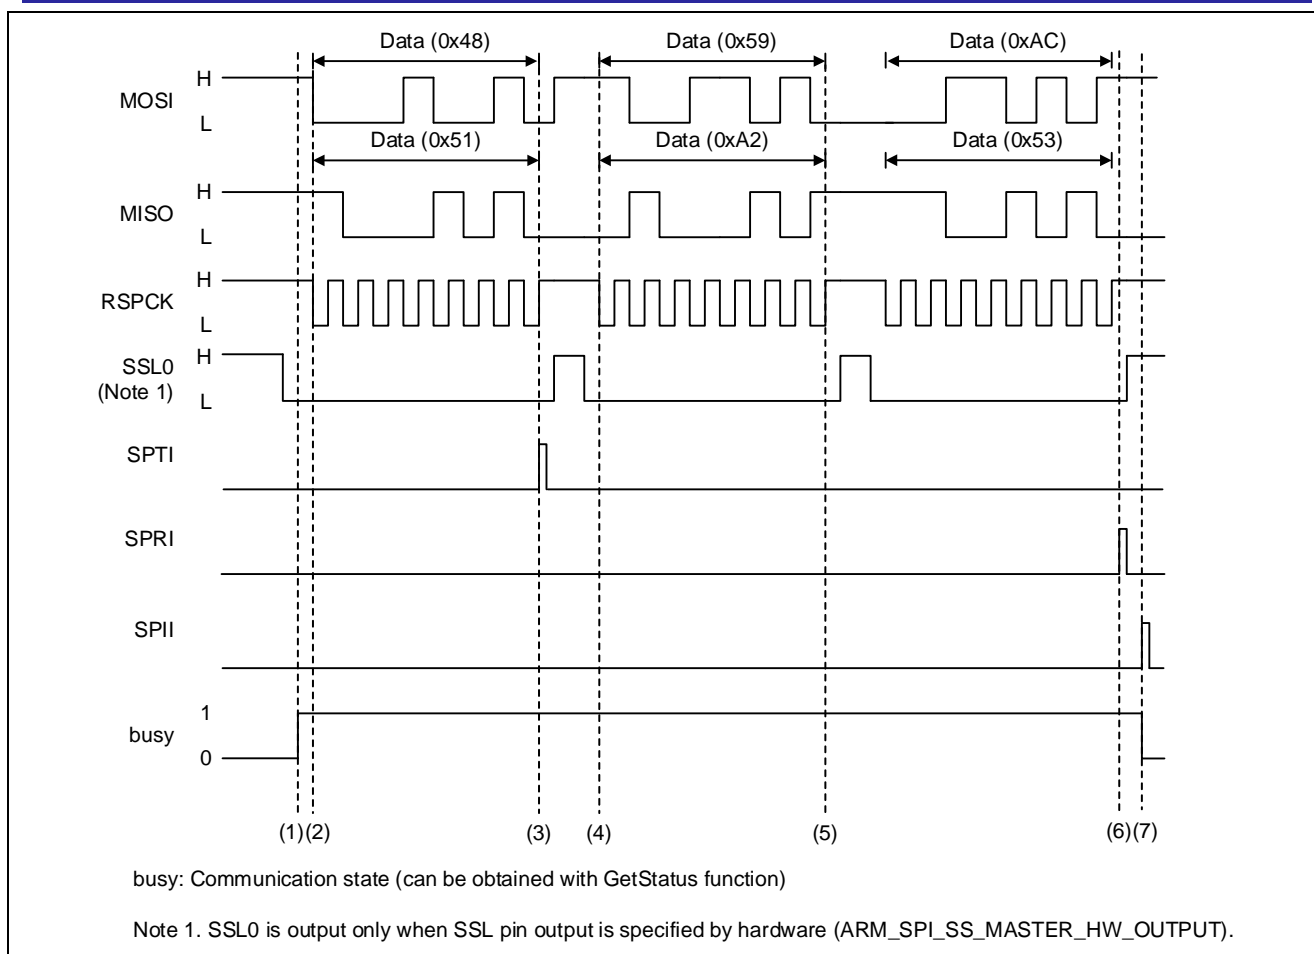 Data (0x48) Data (0x59) Data (0xAC)
H
MOSI
L
Data (0x51) Data (0xA2) Data (0x53)
H
MISO
L
H
RSPCK
L
H
SSL0
(Note 1)
L
SPTI
SPRI
SPII
1
busy
0
(1) (2) (3) (4) (5) (6) (7)
busy: Communication state (can be obtained with GetStatus function)
Note 1. SSL0 is output only when SSL pin output is specified by hardware (ARM_SPI_SS_MASTER_HW_OUTPUT).